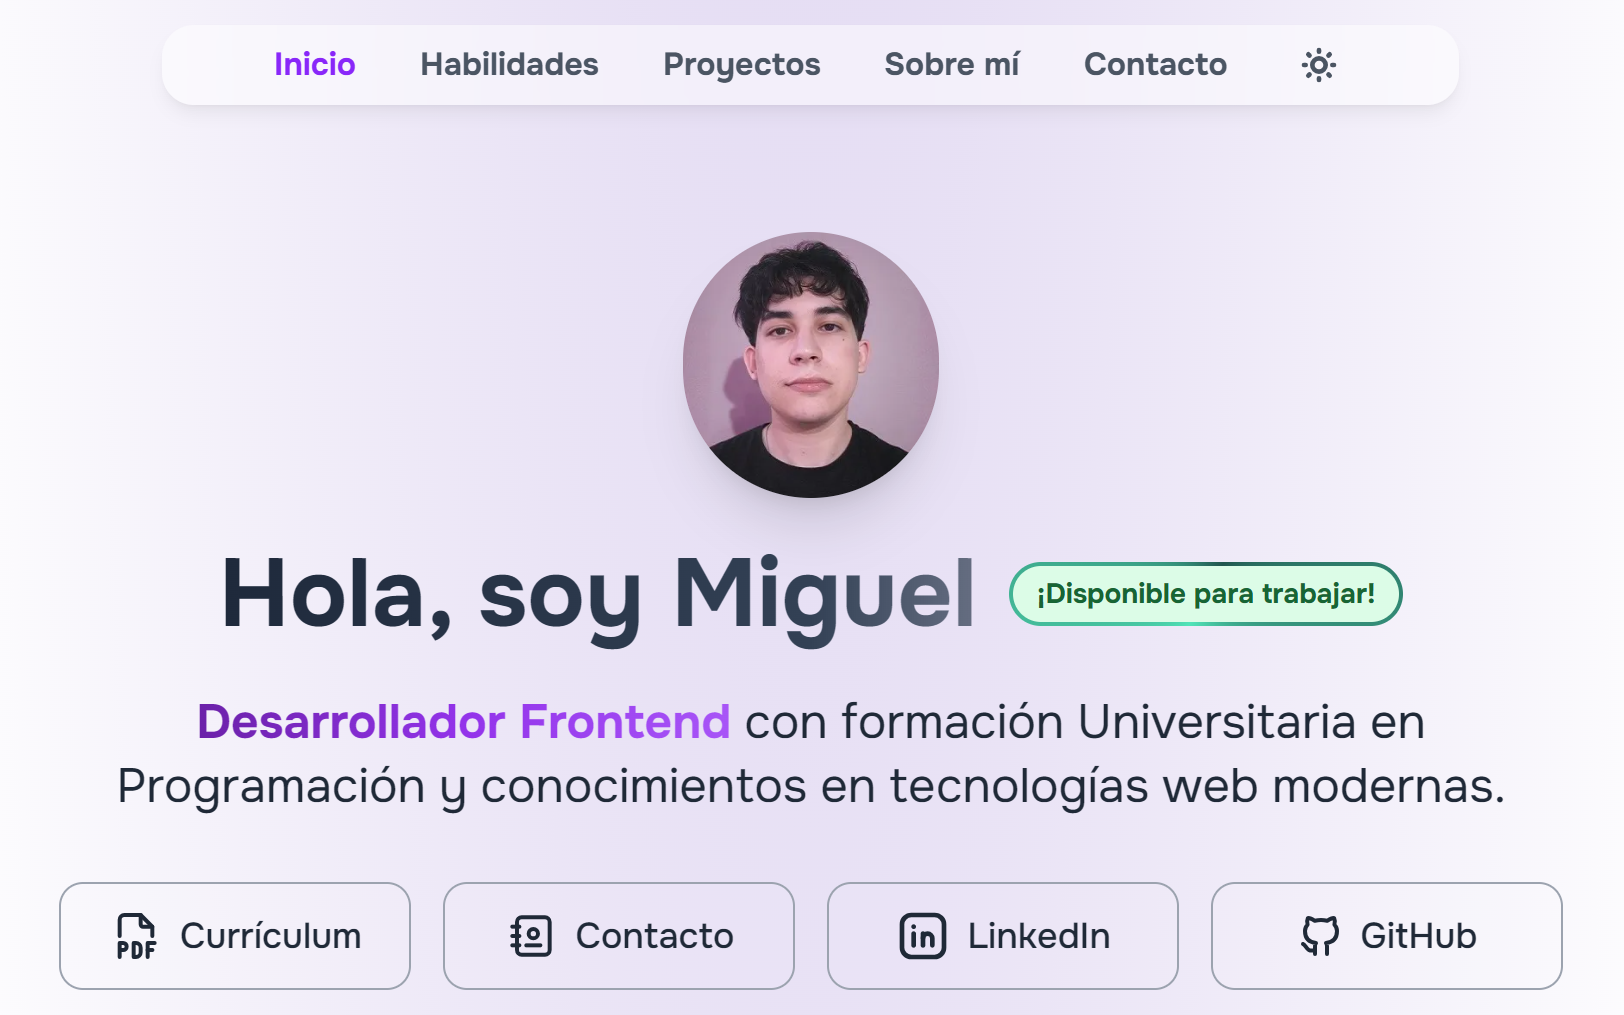 Inicio Habilidades Proyectos Sobre mí Contacto
Hola, soy Miguel ¡Disponible para trabajar!
Desarrollador Frontend con formación Universitaria en
Programación y conocimientos en tecnologías web modernas.
PDF Currículum Contacto in LinkedIn GitHub